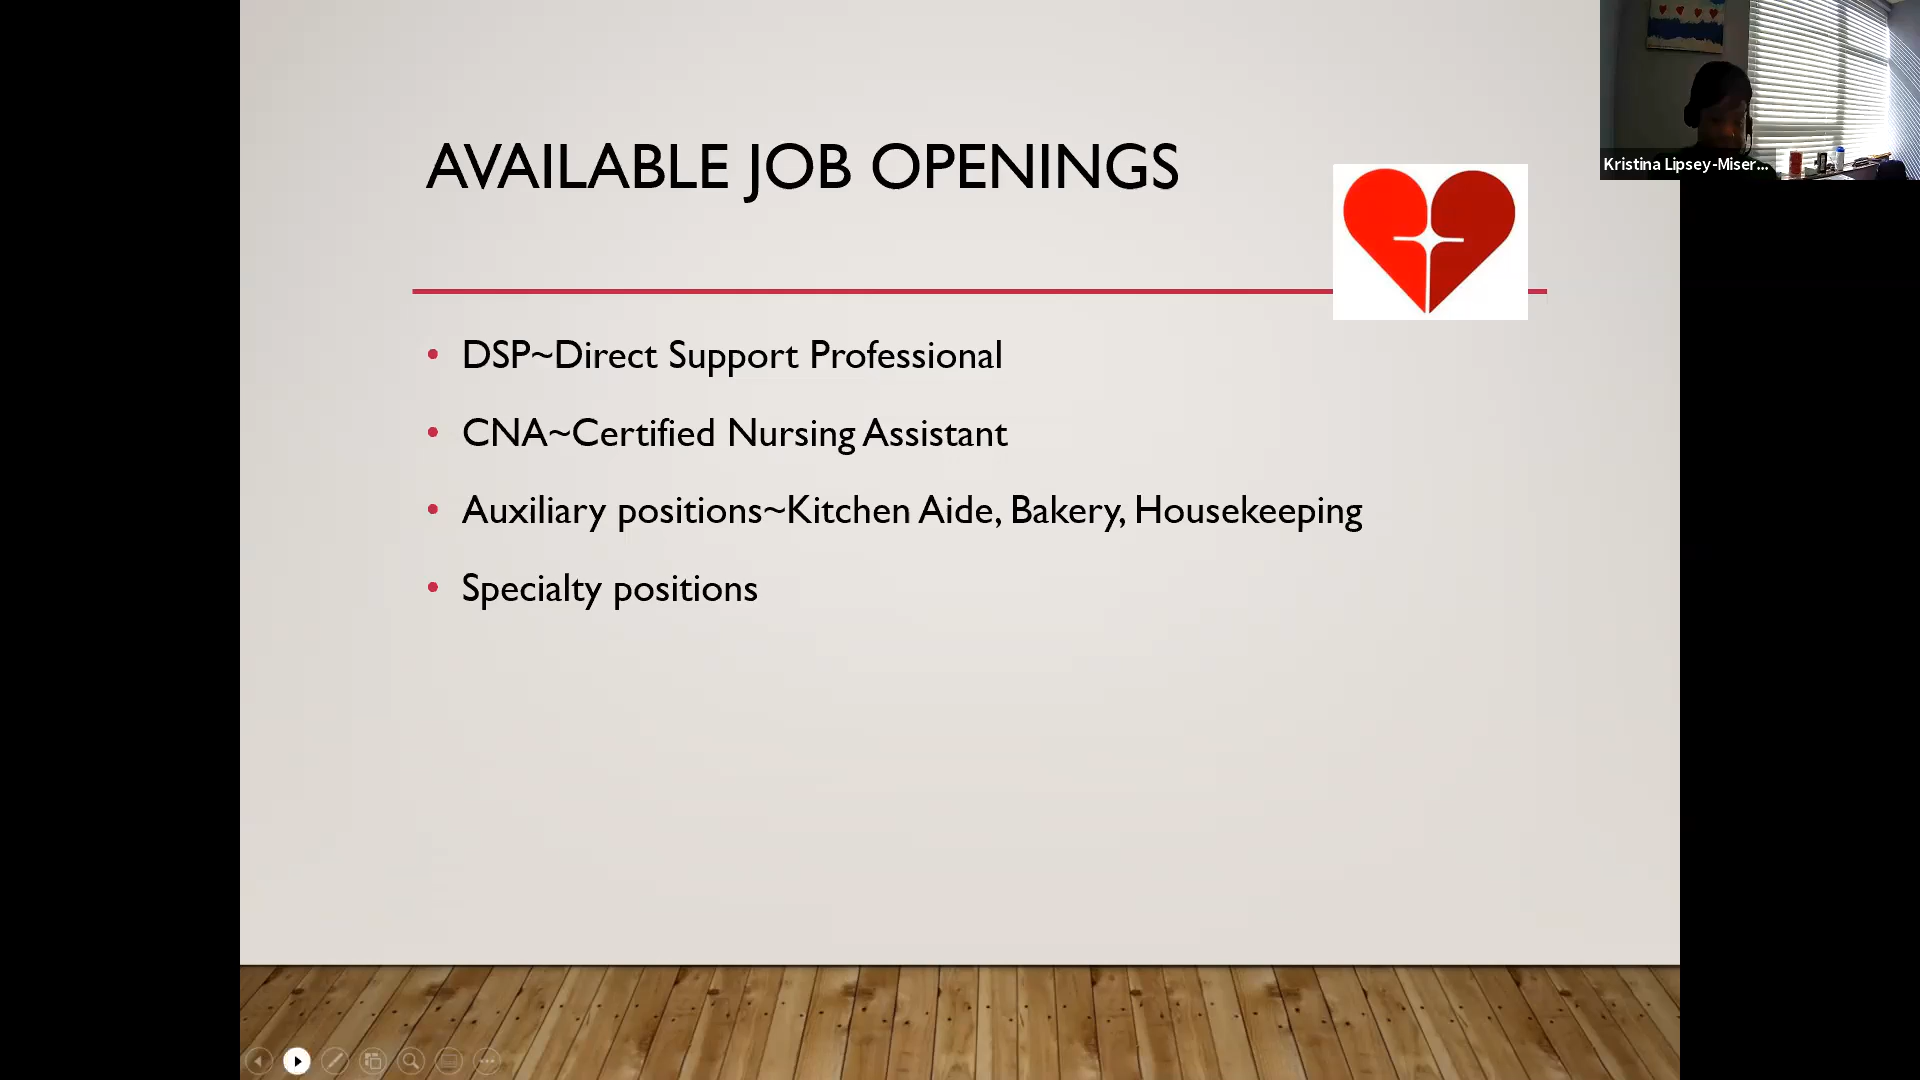 AVAILABLE JOB OPENINGS
Kristina Lipsey-Miser...
• DSP~Direct Support Professional
• CNA~Certified Nursing Assistant
• Auxiliary positions~Kitchen Aide, Bakery, Housekeeping
• Specialty positions